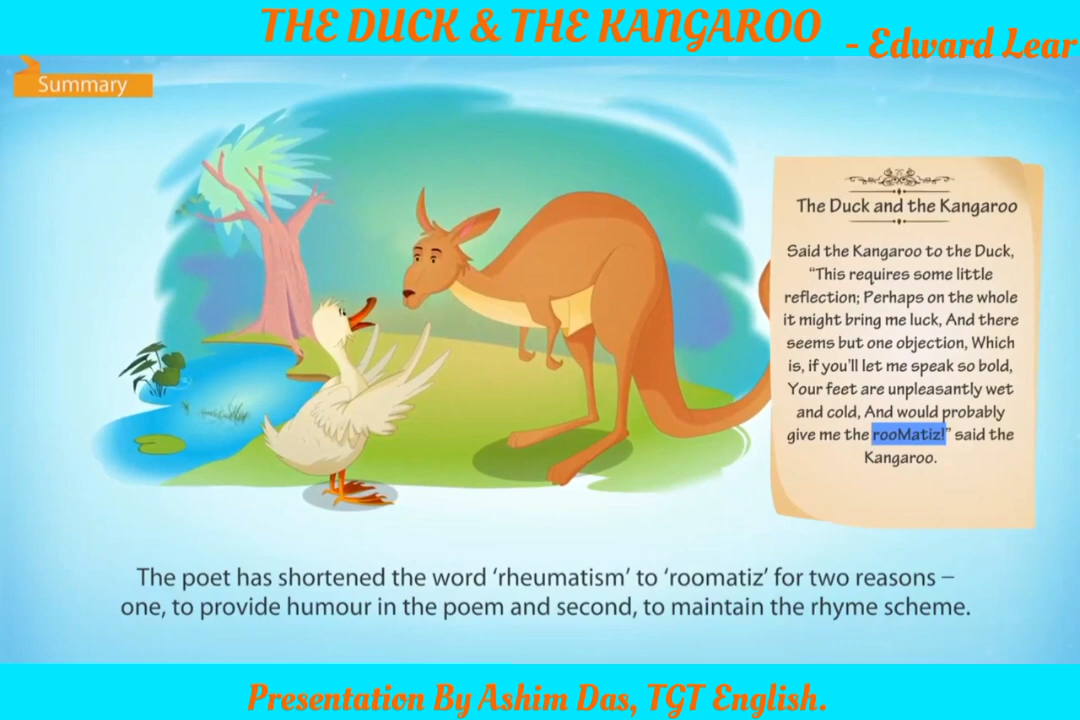 THE DUCK & THE KANGAROO
- Edward Lear
Summary
The Duck and the Kangaroo
Said the Kangaroo to the Duck,
“This requires some little
reflection; Perhaps on the whole
it might bring me luck, And there
seems but one objection, Which
is, if you'll let me speak so bold,
Your feet are unpleasantly wet
and cold, And would probably
give me the rooMatiz!” said the
Kangaroo.
The poet has shortened the word ‘rheumatism’ to ‘roomatiz’ for two reasons –
one, to provide humour in the poem and second, to maintain the rhyme scheme.
Presentation By Ashim Das, TGT English.